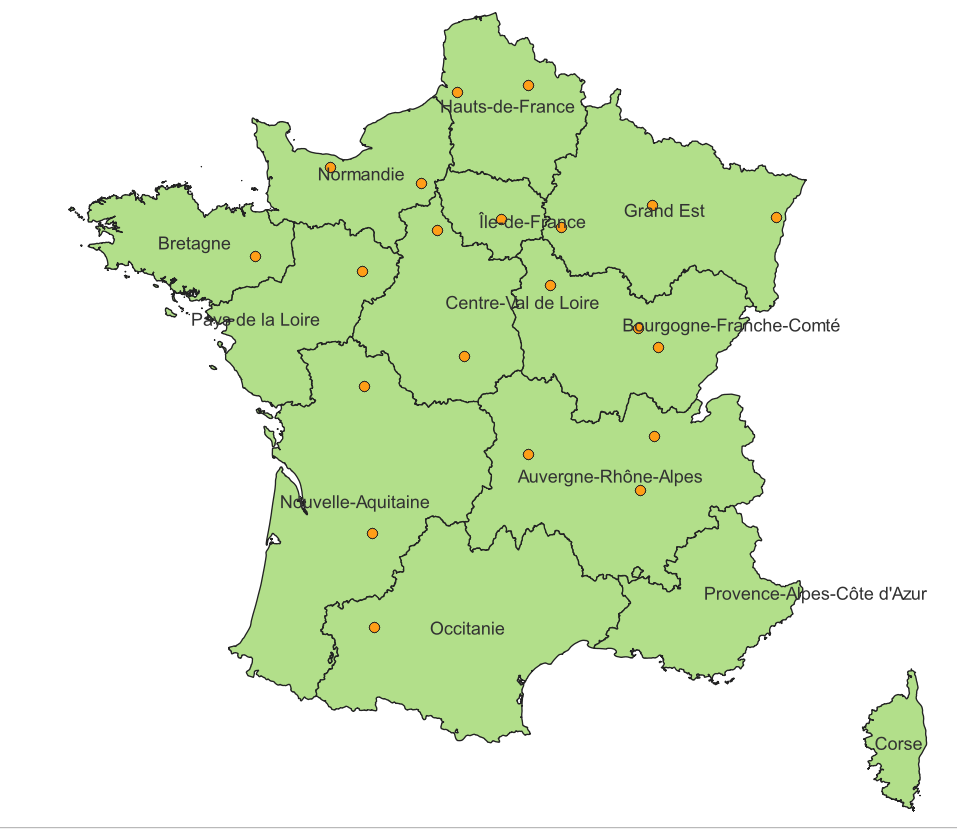 Hauts-de-France
Normandie
Grand Est
Île-de-France
Bretagne
Centre-Val de Loire
Pays de la Loire
Bourgogne-Franche-Comté
Auvergne-Rhône-Alpes
Nouvelle-Aquitaine
Provence-Alpes-Côte d'Azur
Occitanie
Corse